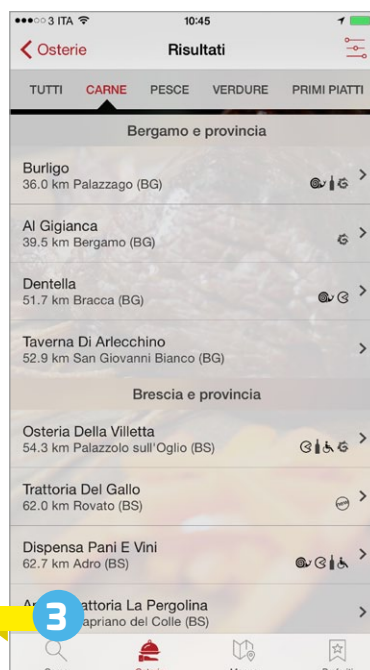 3 ITA 10:45
Osterie Risultati
TUTTI CARNE PESCE VERDURE PRIMI PIATTI
Bergamo e provincia
Burligo
36.0 km Palazzago (BG)
Al Gigianca
39.5 km Bergamo (BG)
Dentella
51.7 km Bracca (BG)
Taverna Di Arlecchino
52.9 km San Giovanni Bianco (BG)
Brescia e provincia
Osteria Della Villetta
54.3 km Palazzolo sull'Oglio (BS)
Trattoria Del Gallo
62.0 km Rovato (BS)
Dispensa Pani E Vini
62.7 km Adro (BS)
La Pergolina
del Colle (BS)
3